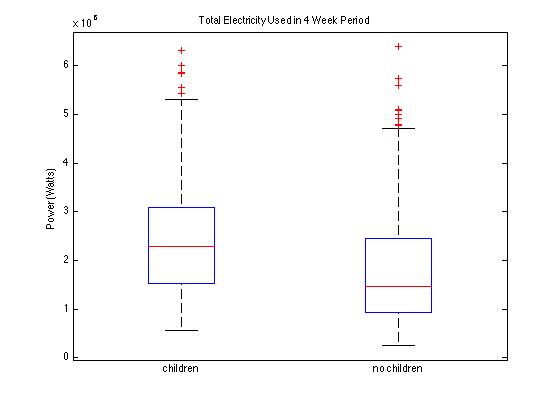 x 10^6
Total Electricity Used in 4 Week Period
6
5
4
3
2
1
0
Power (Watts)
children
no children